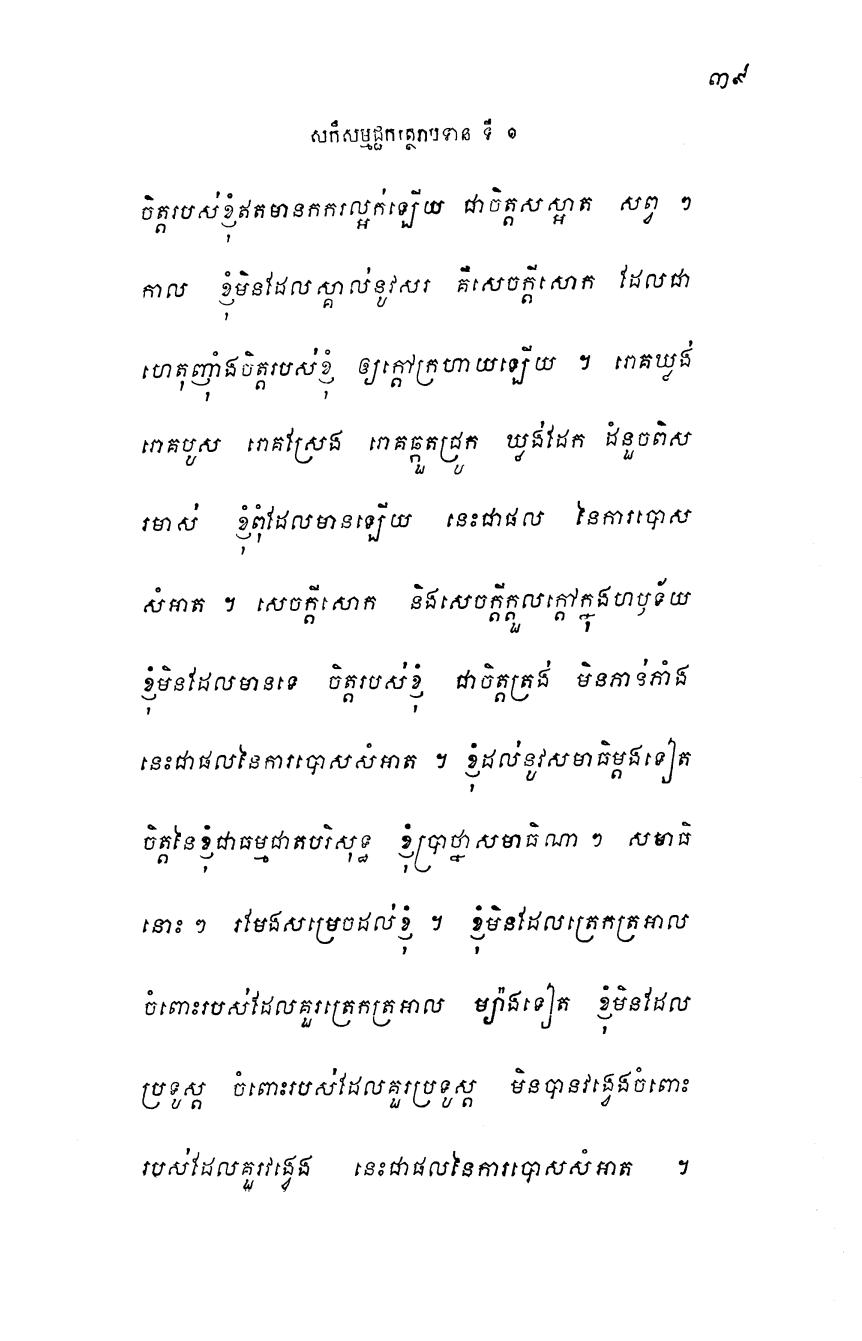 ៣៩
សកឹសម្មជ្ជកត្ថេរាបទាន ទី ១
ចិត្តរបស់ខ្ញុំឥតមានកករល្អក់ឡើយ ជាចិត្តសស្អាត សព្វ ៗ
កាល ខ្ញុំមិនដែលស្គាល់នូវសរ គឺសេចក្តីសោក ដែលជា
ហេតុញ៉ាំងចិត្តរបស់ខ្ញុំ ឲ្យក្តៅក្រហាយឡើយ ។ រោគឃ្លង់
រោគបូស រោគស្រែង រោគឆ្កួតជ្រូក ឃ្លង់ដែក ដំនួចពិស
រមាស់ ខ្ញុំពុំដែលមានឡើយ នេះជាផល នៃការបោស
សំអាត ។ សេចក្តីសោក និងសេចក្តីក្តួលក្តៅក្នុងហឫទ័យ
ខ្ញុំមិនដែលមានទេ ចិត្តរបស់ខ្ញុំ ជាចិត្តត្រង់ មិនកាន់កាំង
នេះជាផលនៃការបោសសំអាត ។ ខ្ញុំដល់នូវសមាធិម្តងទៀត
ចិត្តនៃខ្ញុំជាធម្មជាតបរិសុទ្ធ ខ្ញុំប្រាថ្នាសមាធិណា ៗ សមាធិ
នោះ ៗ រមែងសម្រេចដល់ខ្ញុំ ។ ខ្ញុំមិនដែលត្រេកត្រអាល
ចំពោះរបស់ដែលគួរត្រេកត្រអាល ម្យ៉ាងទៀត ខ្ញុំមិនដែល
ប្រទូស្ត ចំពោះរបស់ដែលគួរប្រទូស្ត មិនបានវង្វេងចំពោះ
របស់ដែលគួរវង្វេង នេះជាផលនៃការបោសសំអាត ។